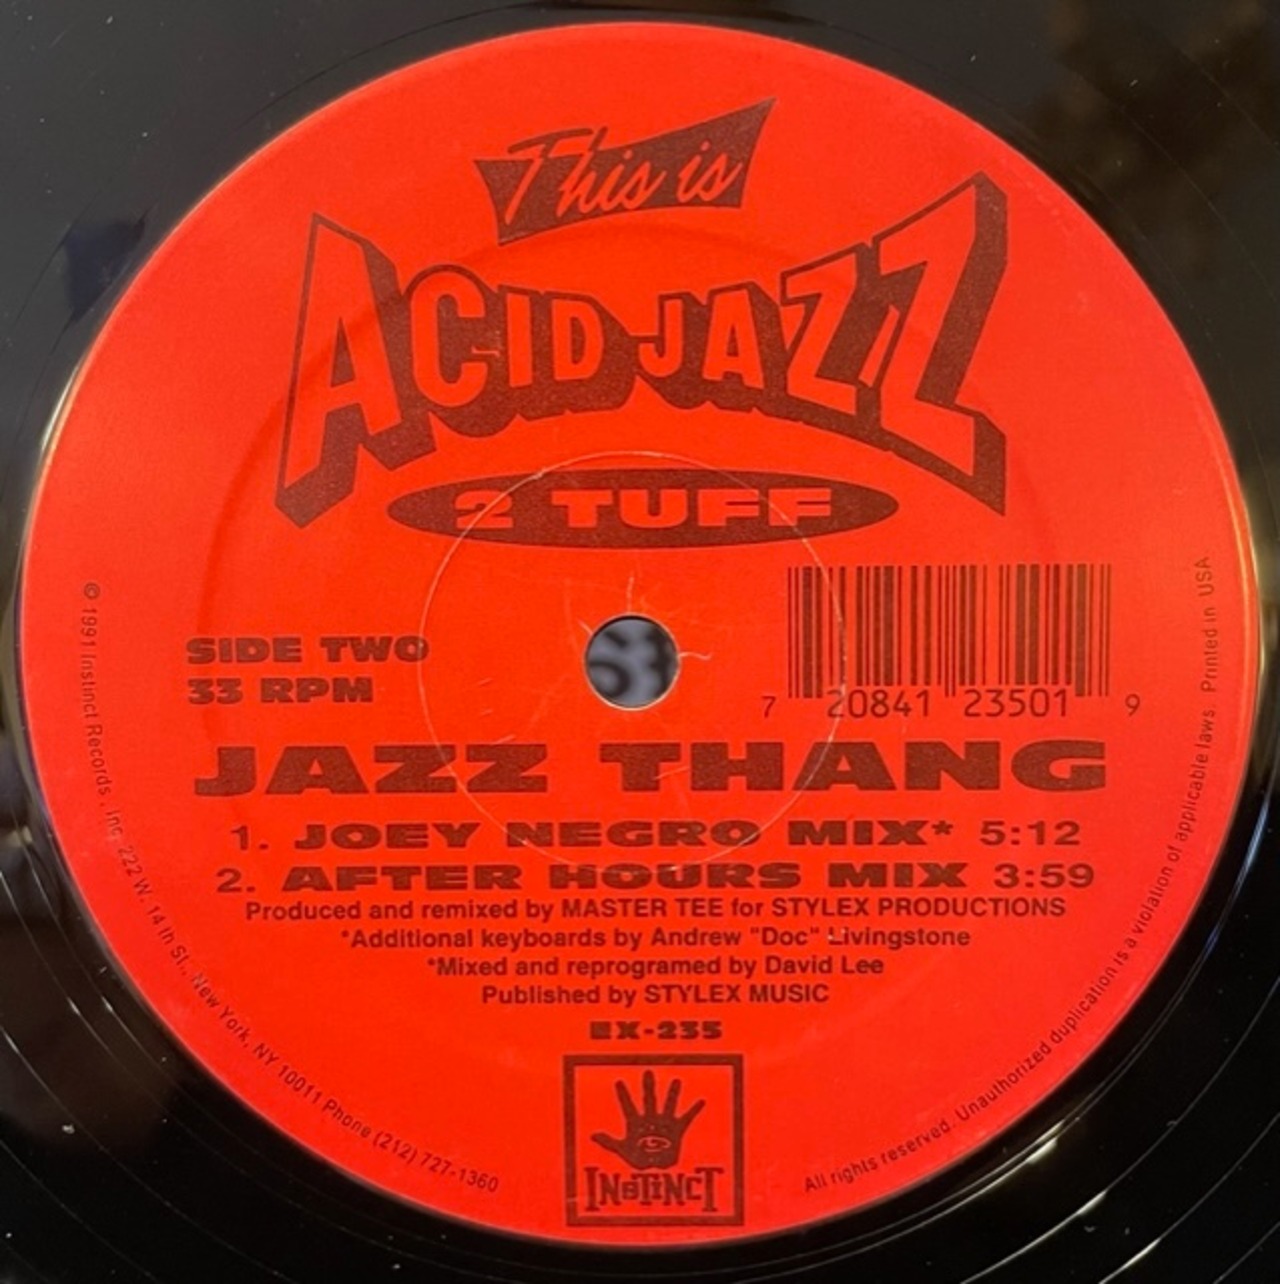 This is
ACID JAZZ
2 TUFF
SIDE TWO
33 RPM
7 20841 23501 9
JAZZ THANG
1. JOEY NEGRO MIX* 5:12
2. AFTER HOURS MIX 3:59
Produced and remixed by MASTER TEE for STYLEX PRODUCTIONS
*Additional keyboards by Andrew "Doc" Livingstone
*Mixed and reprogramed by David Lee
Published by STYLEX MUSIC
EX-235
INSTINCT
© 1991 Instinct Records, Inc. 222 W. 14 th St., New York, NY 10011 Phone (212) 727-1360
All rights reserved. Unauthorized duplication is a violation of applicable laws. Printed in USA